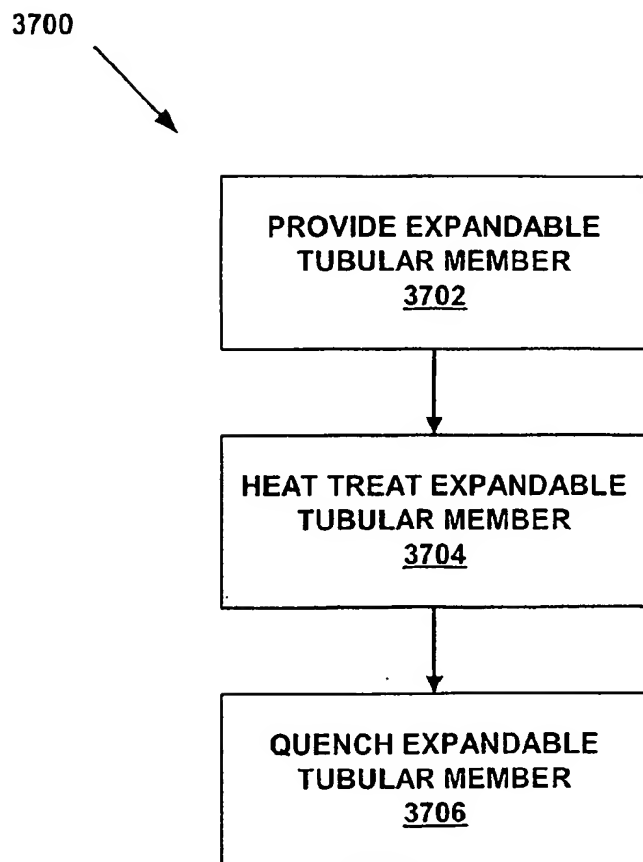 3700
PROVIDE EXPANDABLE
TUBULAR MEMBER
3702
HEAT TREAT EXPANDABLE
TUBULAR MEMBER
3704
QUENCH EXPANDABLE
TUBULAR MEMBER
3706